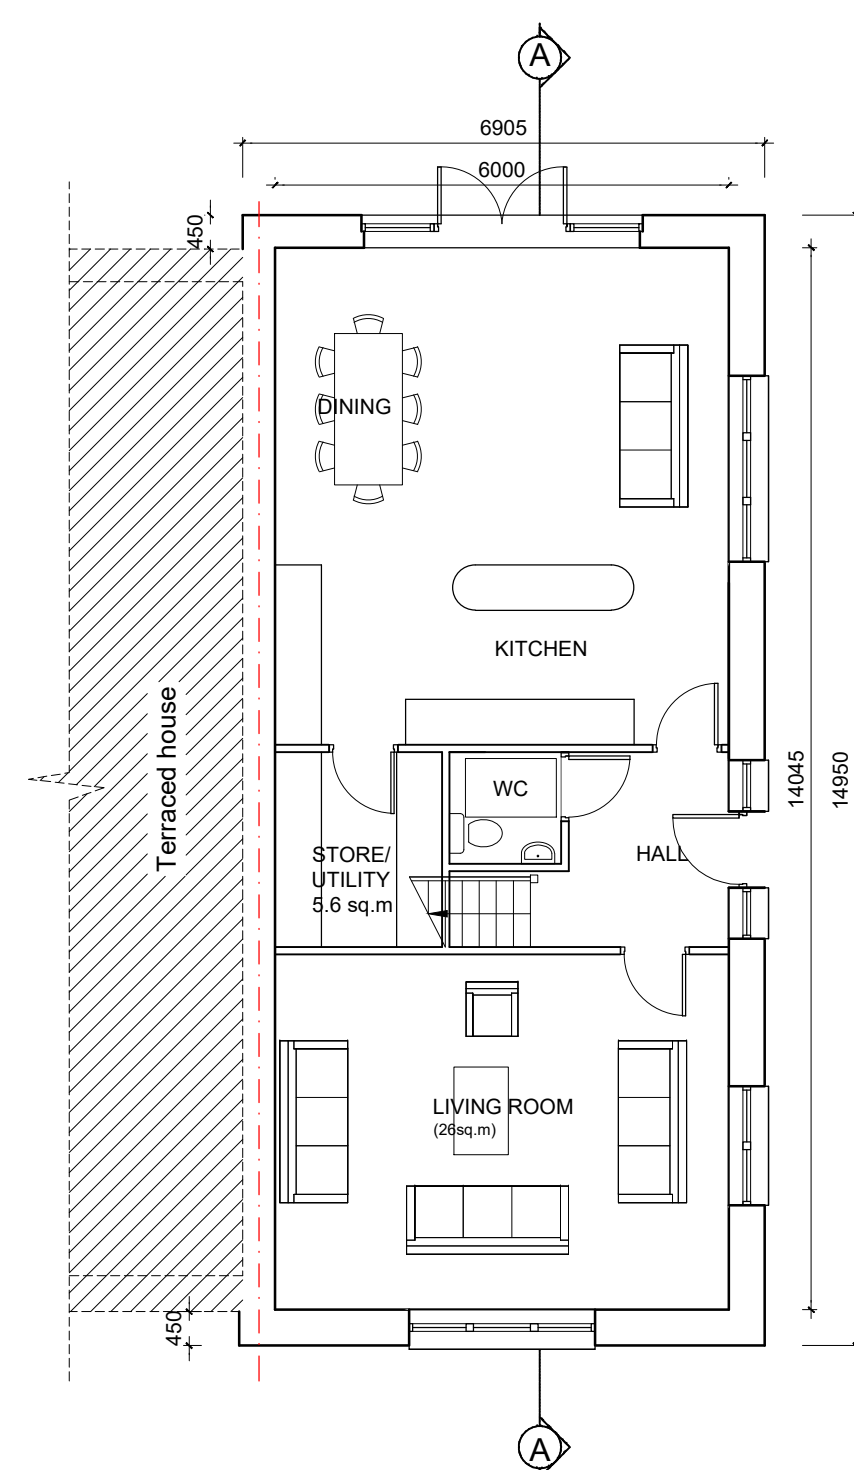 A
6905
6000
450
DINING
KITCHEN
Terraced house
WC
14045
14950
STORE/
UTILITY
5.6 sq.m
HALL
LIVING ROOM
(26sq.m)
450
A